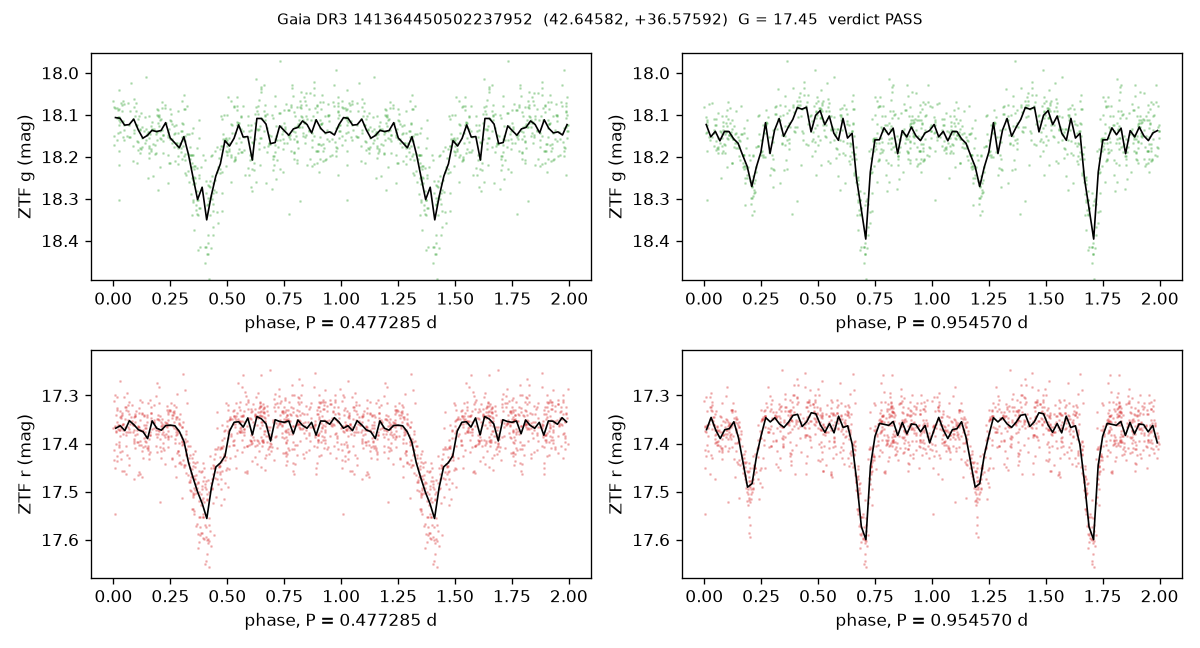 Gaia DR3 141364450502237952 (42.64582, +36.57592) G = 17.45 verdict PASS
ZTF g (mag)
18.0
18.1
18.2
18.3
18.4
0.00 0.25 0.50 0.75 1.00 1.25 1.50 1.75 2.00
phase, P = 0.477285 d
ZTF g (mag)
18.0
18.1
18.2
18.3
18.4
0.00 0.25 0.50 0.75 1.00 1.25 1.50 1.75 2.00
phase, P = 0.954570 d
ZTF r (mag)
17.3
17.4
17.5
17.6
0.00 0.25 0.50 0.75 1.00 1.25 1.50 1.75 2.00
phase, P = 0.477285 d
ZTF r (mag)
17.3
17.4
17.5
17.6
0.00 0.25 0.50 0.75 1.00 1.25 1.50 1.75 2.00
phase, P = 0.954570 d